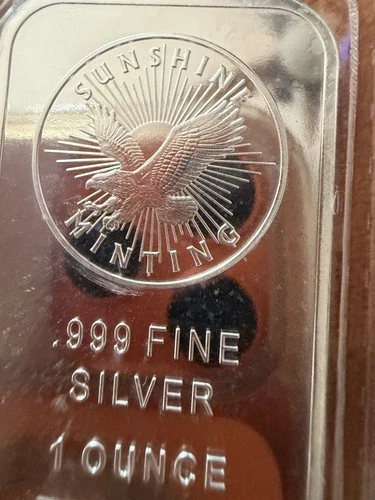 SUNSHINE
MINTING
.999 FINE
SILVER
1 OUNCE